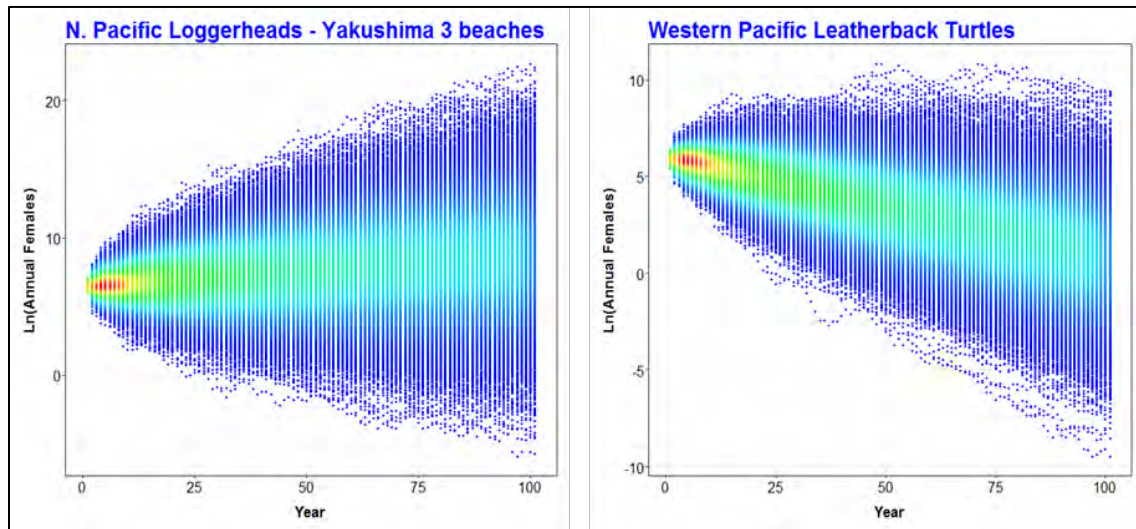 N. Pacific Loggerheads - Yakushima 3 beaches
Ln(Annual Females)
20
10
0
0 25 50 75 100
Year
Western Pacific Leatherback Turtles
Ln(Annual Females)
10
5
0
-5
-10
0 25 50 75 100
Year